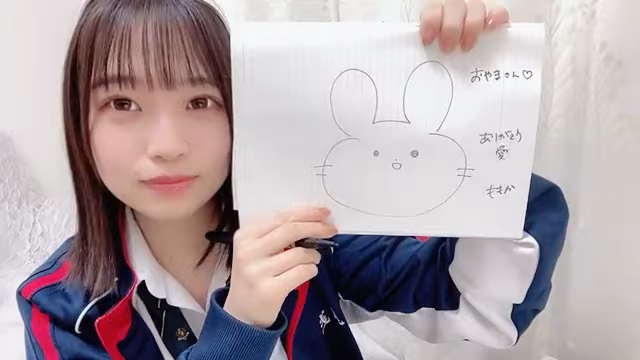 おやまさん♡
ありがとう
愛
ももか